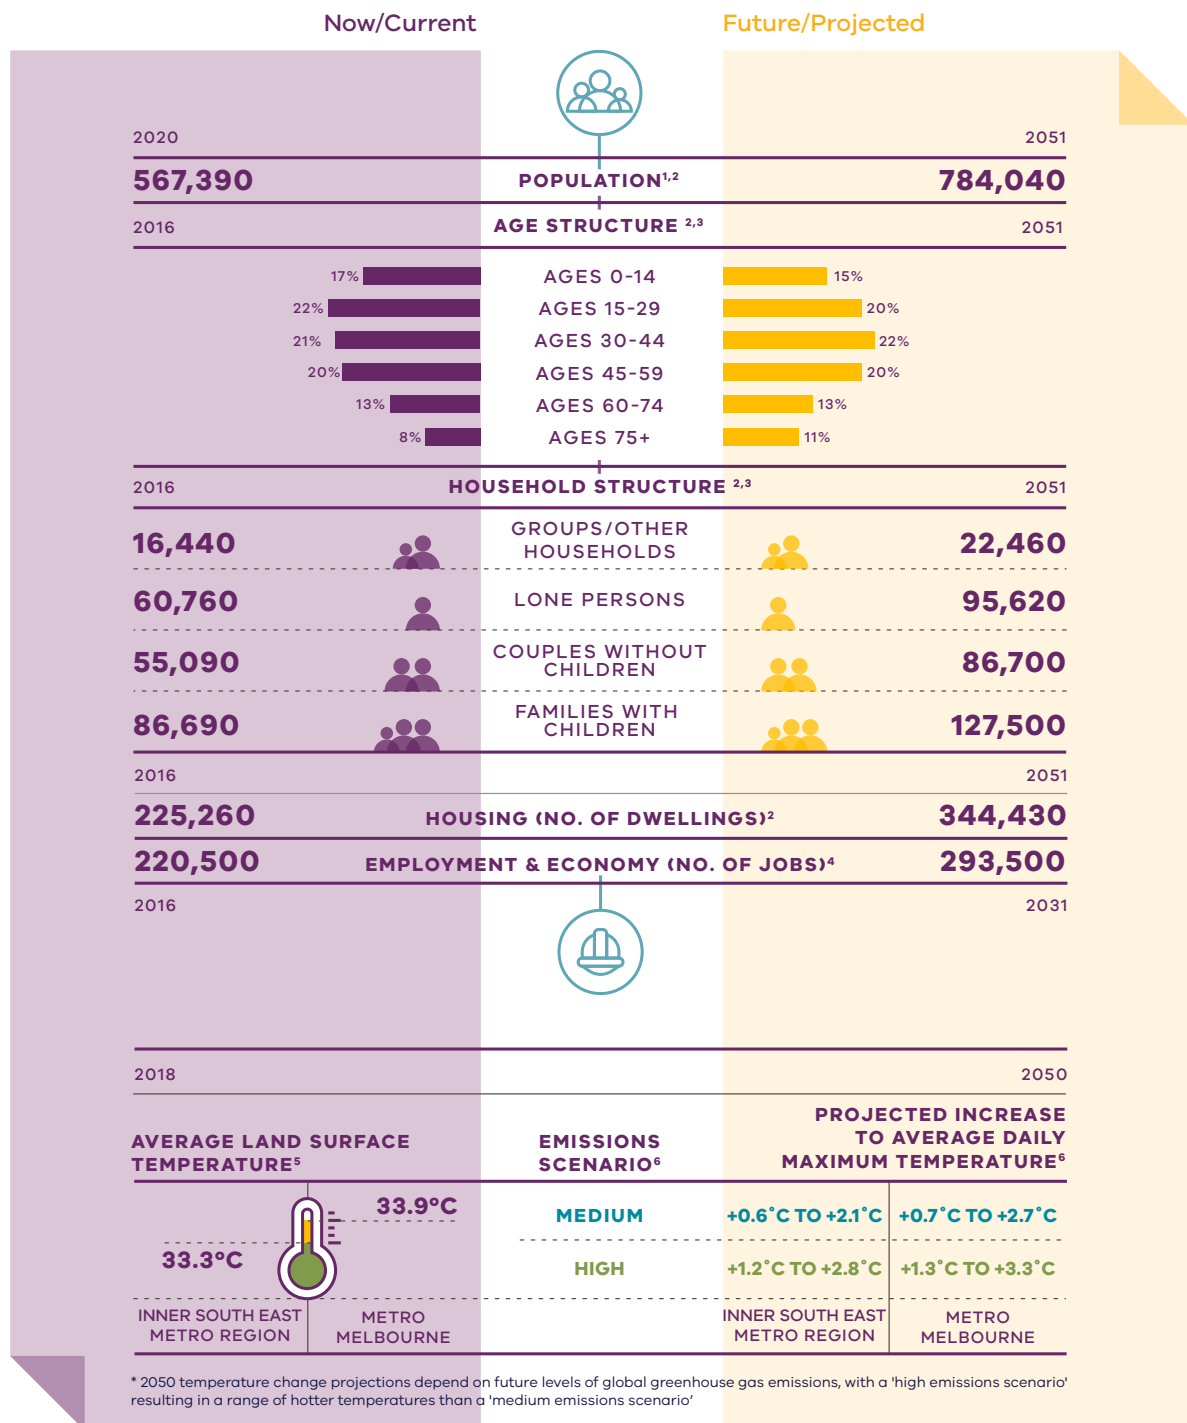 Now/Current
Future/Projected
2020
2051
567,390
POPULATION¹,²
784,040
2016
AGE STRUCTURE ²,³
2051
17%
AGES 0-14
15%
22%
AGES 15-29
20%
21%
AGES 30-44
22%
20%
AGES 45-59
20%
13%
AGES 60-74
13%
8%
AGES 75+
11%
2016
HOUSEHOLD STRUCTURE ²,³
2051
16,440
GROUPS/OTHER
HOUSEHOLDS
22,460
60,760
LONE PERSONS
95,620
55,090
COUPLES WITHOUT
CHILDREN
86,700
86,690
FAMILIES WITH
CHILDREN
127,500
2016
2051
225,260
HOUSING (NO. OF DWELLINGS)²
344,430
220,500
EMPLOYMENT & ECONOMY (NO. OF JOBS)⁴
293,500
2016
2031
2018
2050
AVERAGE LAND SURFACE
TEMPERATURE⁵
EMISSIONS
SCENARIO⁶
PROJECTED INCREASE
TO AVERAGE DAILY
MAXIMUM TEMPERATURE⁶
33.9°C
33.3°C
MEDIUM
+0.6°C TO +2.1°C
+0.7°C TO +2.7°C
HIGH
+1.2°C TO +2.8°C
+1.3°C TO +3.3°C
INNER SOUTH EAST
METRO REGION
METRO
MELBOURNE
INNER SOUTH EAST
METRO REGION
METRO
MELBOURNE
* 2050 temperature change projections depend on future levels of global greenhouse gas emissions, with a 'high emissions scenario'
resulting in a range of hotter temperatures than a 'medium emissions scenario'